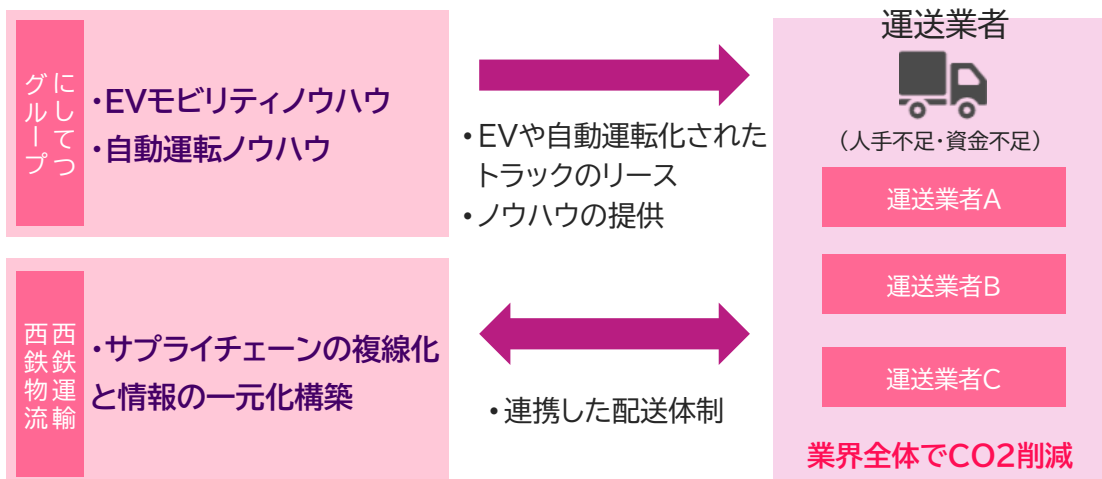 にしてつ
グループ
・EVモビリティノウハウ
・自動運転ノウハウ
・EVや自動運転化された
トラックのリース
・ノウハウの提供
西鉄運輸
西鉄物流
・サプライチェーンの複線化
と情報の一元化構築
・連携した配送体制
運送業者
（人手不足・資金不足）
運送業者A
運送業者B
運送業者C
業界全体でCO2削減